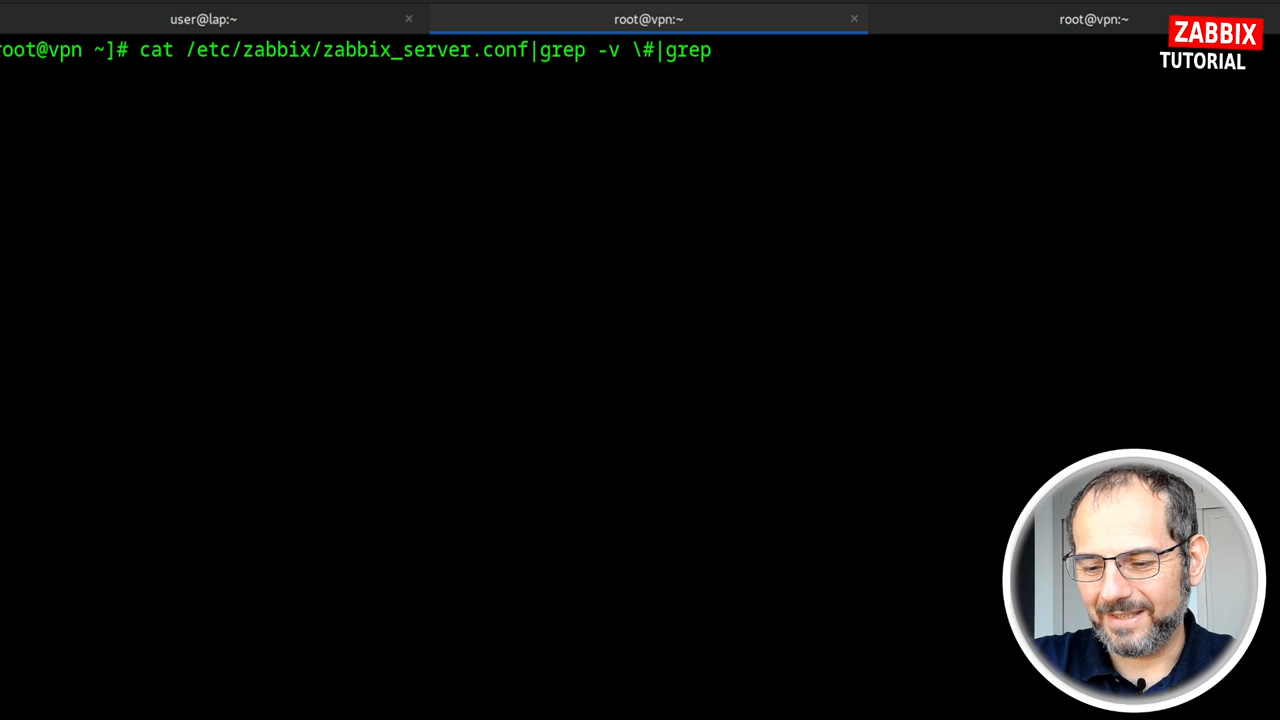 user@lap:~ × root@vpn:~ × root@vpn:~
root@vpn ~]# cat /etc/zabbix/zabbix_server.conf|grep -v \#|grep
ZABBIX
TUTORIAL